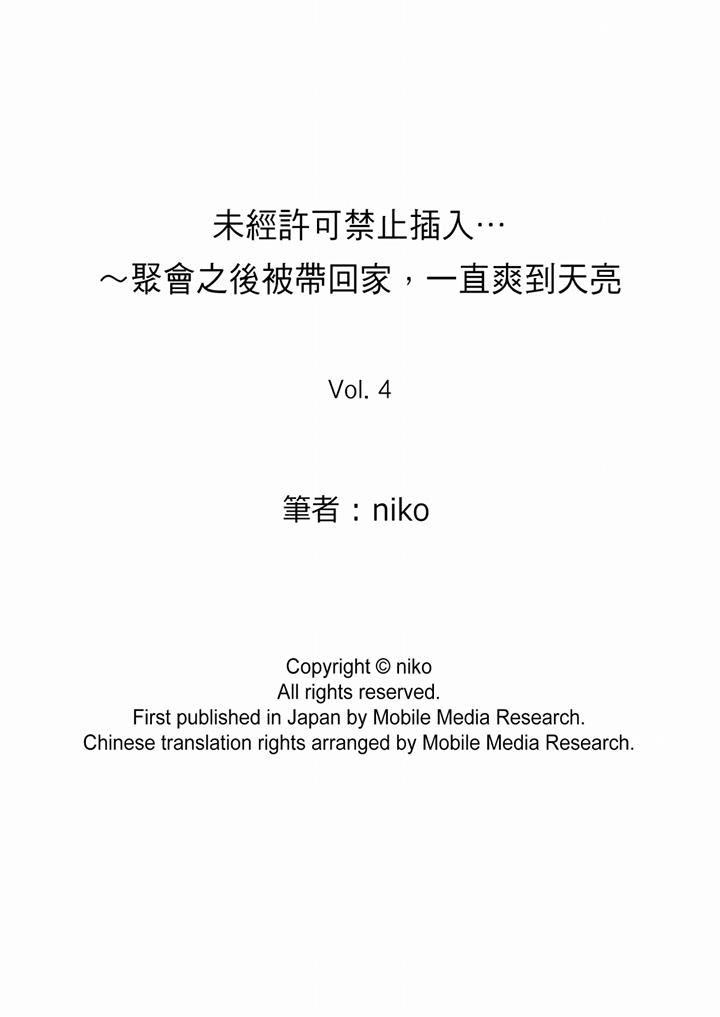 未經許可禁止插入…
～聚會之後被帶回家，一直爽到天亮
Vol. 4
筆者：niko
Copyright © niko
All rights reserved.
First published in Japan by Mobile Media Research.
Chinese translation rights arranged by Mobile Media Research.